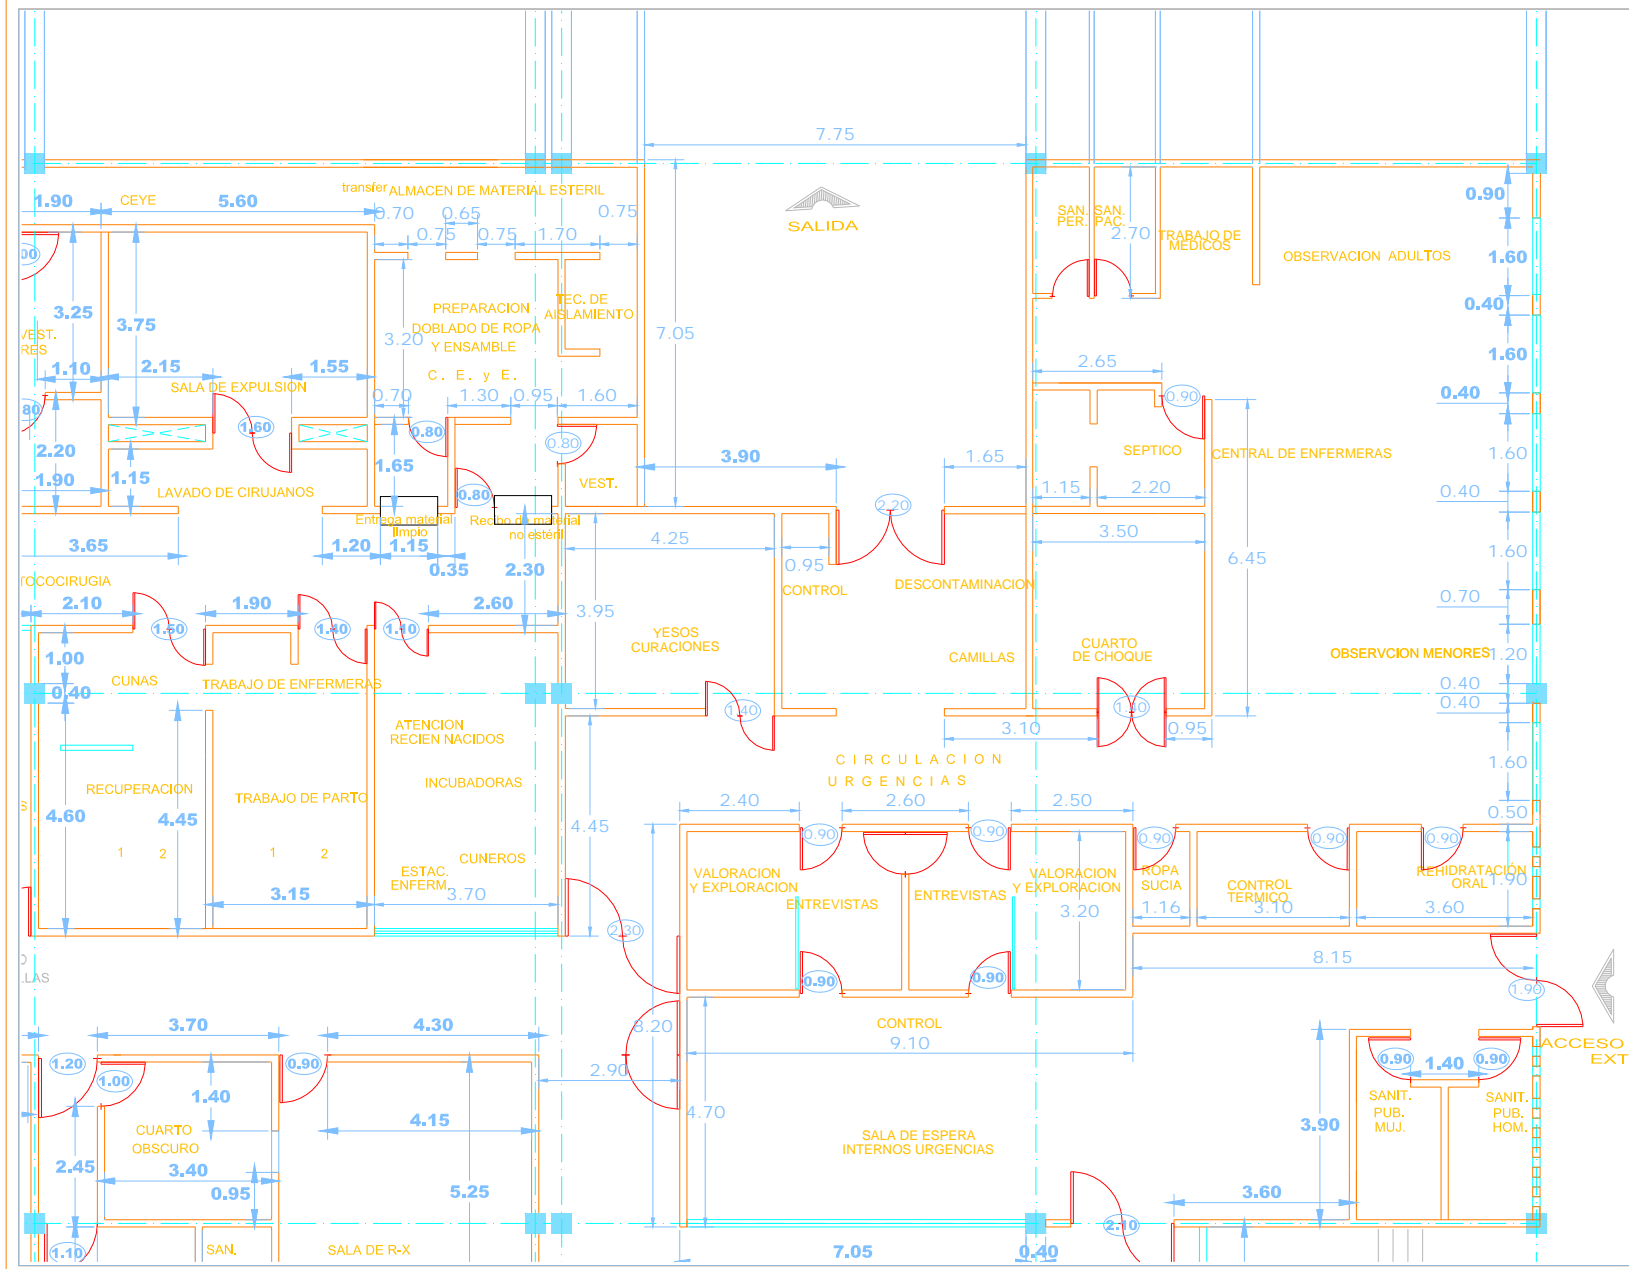 7.75
SALIDA
transfer ALMACEN DE MATERIAL ESTERIL
CEYE
1.90
5.60
0.70
0.65
0.75
0.75
0.75
1.70
SAN. SAN.
PER. PAC.
2.70
TRABAJO DE
MEDICOS
OBSERVACION ADULTOS
0.90
1.60
0.40
1.60
0.40
1.60
0.40
1.60
0.70
1.20
0.40
0.40
1.60
0.50
3.25
3.75
VEST.
RES
1.10
2.15
1.55
SALA DE EXPULSION
PREPARACION
DOBLADO DE ROPA
Y ENSAMBLE
C. E. y E.
3.20
TEC. DE
AISLAMIENTO
7.05
0.70
1.30
0.95
1.60
2.65
0.90
80
1.60
0.80
0.80
2.20
1.90
1.15
1.65
LAVADO DE CIRUJANOS
0.80
VEST.
3.90
1.65
SEPTICO
CENTRAL DE ENFERMERAS
1.15
2.20
2.20
Entrega material
limpio
Recibo de material
no estéril
3.65
1.20
1.15
0.35
2.30
4.25
0.95
3.50
6.45
TOCOCIRUGIA
CONTROL
DESCONTAMINACION
2.10
1.90
2.60
3.95
1.50
1.40
1.10
YESOS
CURACIONES
CAMILLAS
CUARTO
DE CHOQUE
OBSERVCION MENORES
1.00
0.40
CUNAS
TRABAJO DE ENFERMERAS
ATENCION
RECIEN NACIDOS
1.40
3.10
0.95
CIRCULACION
URGENCIAS
INCUBADORAS
RECUPERACION
TRABAJO DE PARTO
4.60
4.45
4.45
2.40
2.60
2.50
0.90
0.90
0.90
0.90
0.90
1 2
1 2
CUNEROS
ESTAC.
ENFERM.
3.15
3.70
VALORACION
Y EXPLORACION
ENTREVISTAS
ENTREVISTAS
VALORACION
Y EXPLORACION
3.20
ROPA
SUCIA
1.16
CONTROL
TERMICO
3.10
REHIDRATACIÓN
ORAL
1.90
3.60
2.30
8.15
LLAS
0.90
0.90
1.90
3.70
4.30
8.20
CONTROL
9.10
ACCESO
EXT
1.20
1.00
0.90
2.90
0.90
1.40
0.90
1.40
4.15
4.70
CUARTO
OBSCURO
SALA DE ESPERA
INTERNOS URGENCIAS
3.90
SANIT.
PUB.
MUJ.
SANIT.
PUB.
HOM.
2.45
3.40
0.95
5.25
3.60
2.10
1.10
SAN.
SALA DE R-X
7.05
0.40